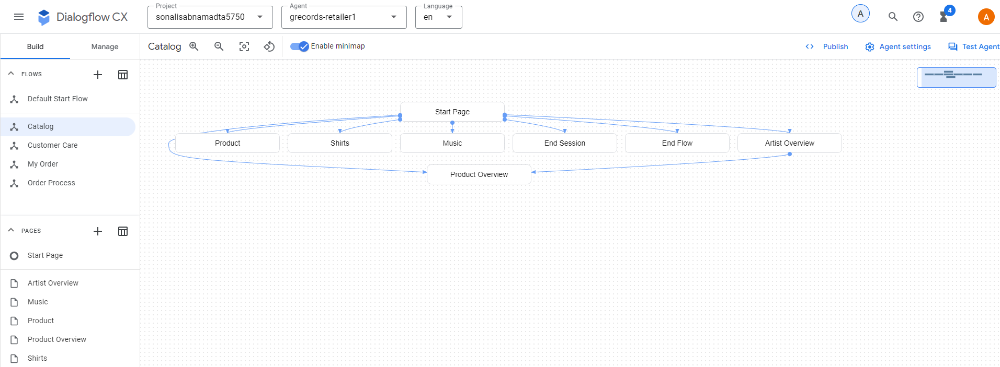 Dialogflow CX
Project
sonalisabnamadta5750
Agent
grecords-retailer1
Language
en
A
4
A
Build
Manage
Catalog
Enable minimap
Publish
Agent settings
Test Agent
FLOWS
Default Start Flow
Catalog
Customer Care
My Order
Order Process
PAGES
Start Page
Artist Overview
Music
Product
Product Overview
Shirts
Start Page
Product
Shirts
Music
End Session
End Flow
Artist Overview
Product Overview